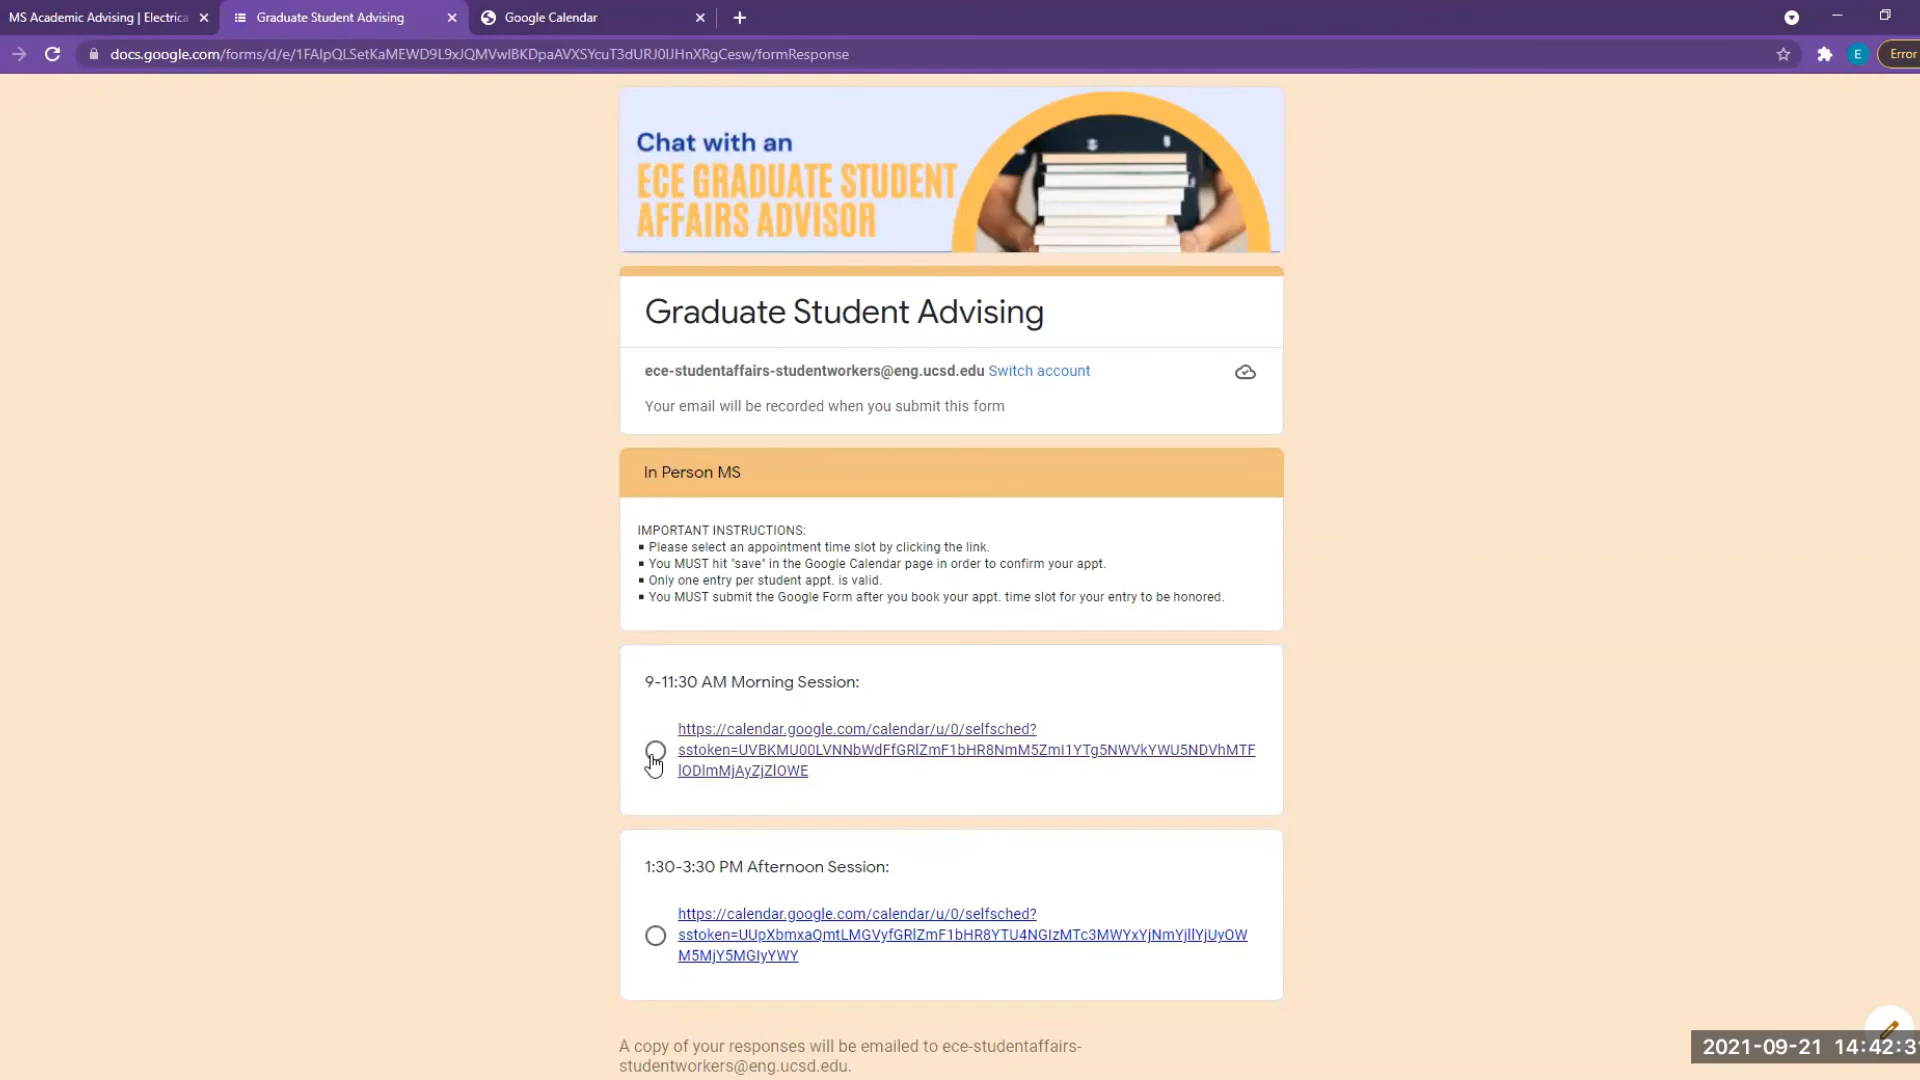 MS Academic Advising | Electrica
Graduate Student Advising
Google Calendar
docs.google.com/forms/d/e/1FAIpQLSetKaMEWD9L9xJQMVwlBKDpaAVXSYcuT3dURJ0lJHnXRgCesw/formResponse
E
Error
Chat with an
ECE GRADUATE STUDENT
AFFAIRS ADVISOR
Graduate Student Advising
ece-studentaffairs-studentworkers@eng.ucsd.edu Switch account
Your email will be recorded when you submit this form
In Person MS
IMPORTANT INSTRUCTIONS:
▪ Please select an appointment time slot by clicking the link.
▪ You MUST hit "save" in the Google Calendar page in order to confirm your appt.
▪ Only one entry per student appt. is valid.
▪ You MUST submit the Google Form after you book your appt. time slot for your entry to be honored.
9-11:30 AM Morning Session:
https://calendar.google.com/calendar/u/0/selfsched?
sstoken=UVBKMU00LVNNbWdFfGRlZmF1bHR8NmM5ZmI1YTg5NWVkYWU5NDVhMTF
lODlmMjAyZjZlOWE
1:30-3:30 PM Afternoon Session:
https://calendar.google.com/calendar/u/0/selfsched?
sstoken=UUpXbmxaQmtLMGVyfGRlZmF1bHR8YTU4NGIzMTc3MWYxYjNmYjllYjUyOW
M5MjY5MGIyYWY
A copy of your responses will be emailed to ece-studentaffairs-
studentworkers@eng.ucsd.edu.
2021-09-21 14:42:31